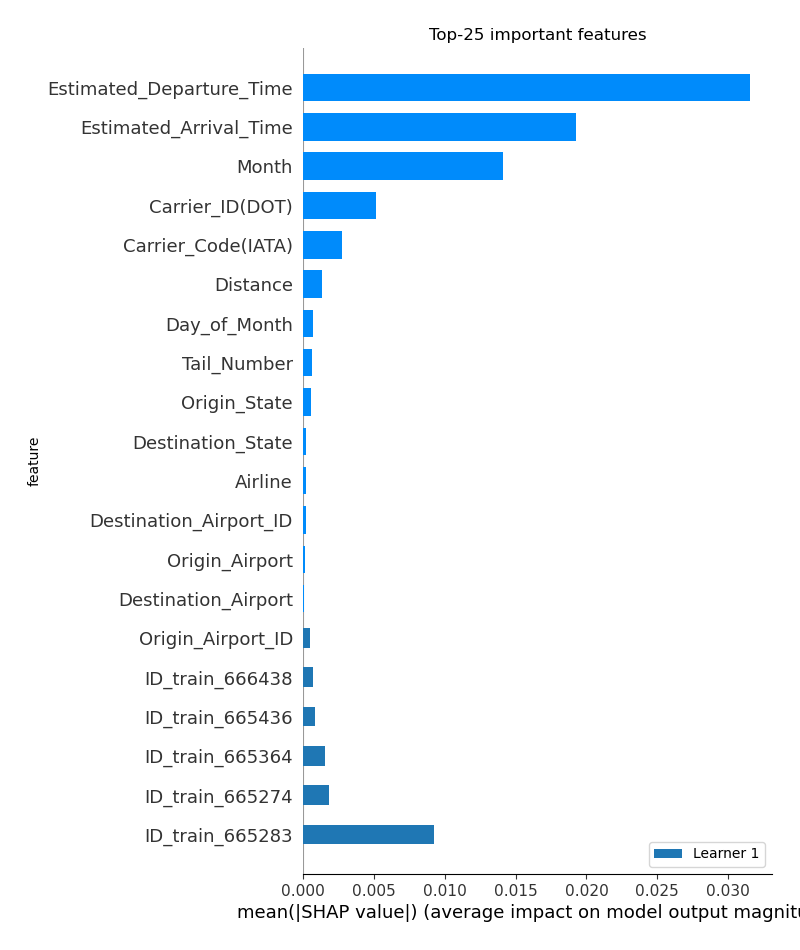 Top-25 important features
Estimated_Departure_Time
Estimated_Arrival_Time
Month
Carrier_ID(DOT)
Carrier_Code(IATA)
Distance
Day_of_Month
Tail_Number
Origin_State
Destination_State
Airline
Destination_Airport_ID
Origin_Airport
Destination_Airport
Origin_Airport_ID
ID_train_666438
ID_train_665436
ID_train_665364
ID_train_665274
ID_train_665283
feature
Learner 1
0.000 0.005 0.010 0.015 0.020 0.025 0.030
mean(|SHAP value|) (average impact on model output magnitu